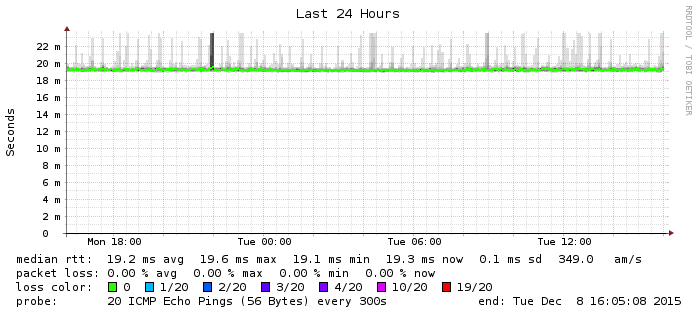 Last 24 Hours
RRDTOOL / TOBI OETIKER
Seconds
22 m
20 m
18 m
16 m
14 m
12 m
10 m
8 m
6 m
4 m
2 m
0
Mon 18:00 Tue 00:00 Tue 06:00 Tue 12:00
median rtt: 19.2 ms avg 19.6 ms max 19.1 ms min 19.3 ms now 0.1 ms sd 349.0 am/s
packet loss: 0.00 % avg 0.00 % max 0.00 % min 0.00 % now
loss color: 0 1/20 2/20 3/20 4/20 10/20 19/20
probe: 20 ICMP Echo Pings (56 Bytes) every 300s end: Tue Dec 8 16:05:08 2015